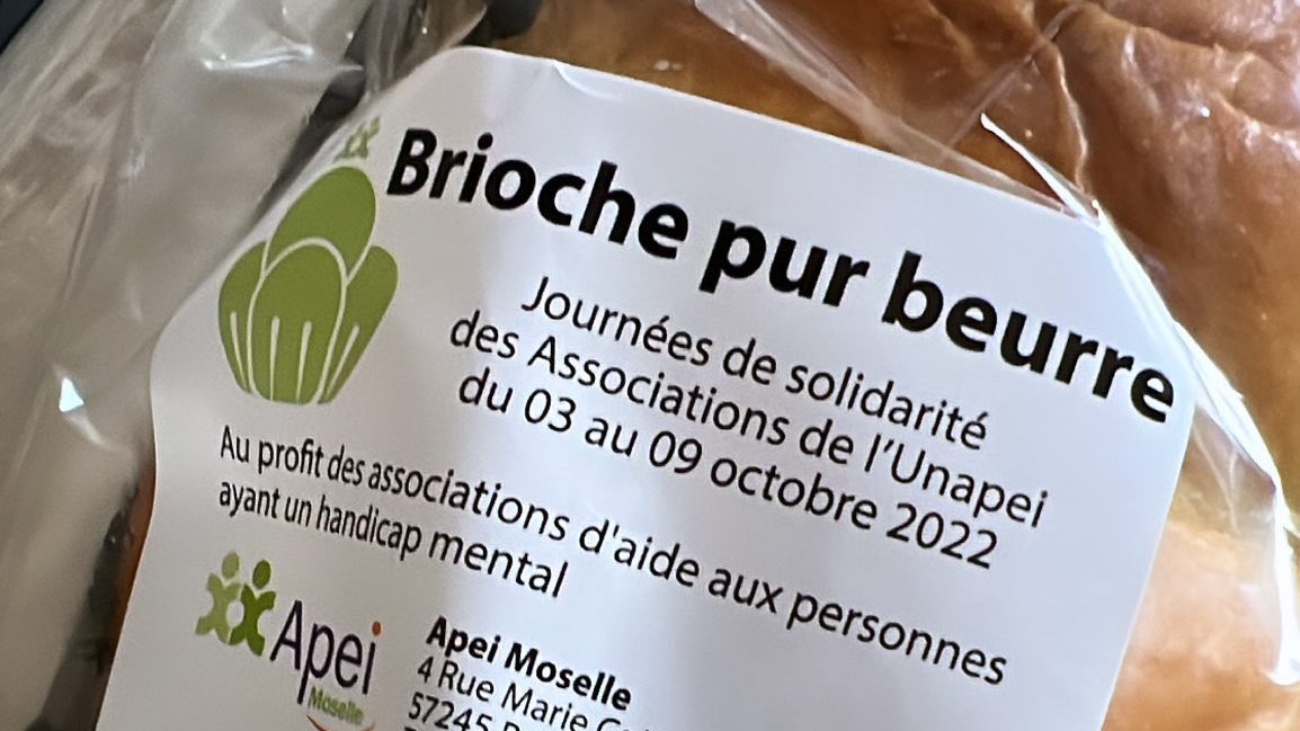 Brioche pur beurre
Journées de solidarité
des Associations de l'Unapei
du 03 au 09 octobre 2022
Au profit des associations d'aide aux personnes
ayant un handicap mental
Apei
Moselle
Apei Moselle
4 Rue Marie
57245